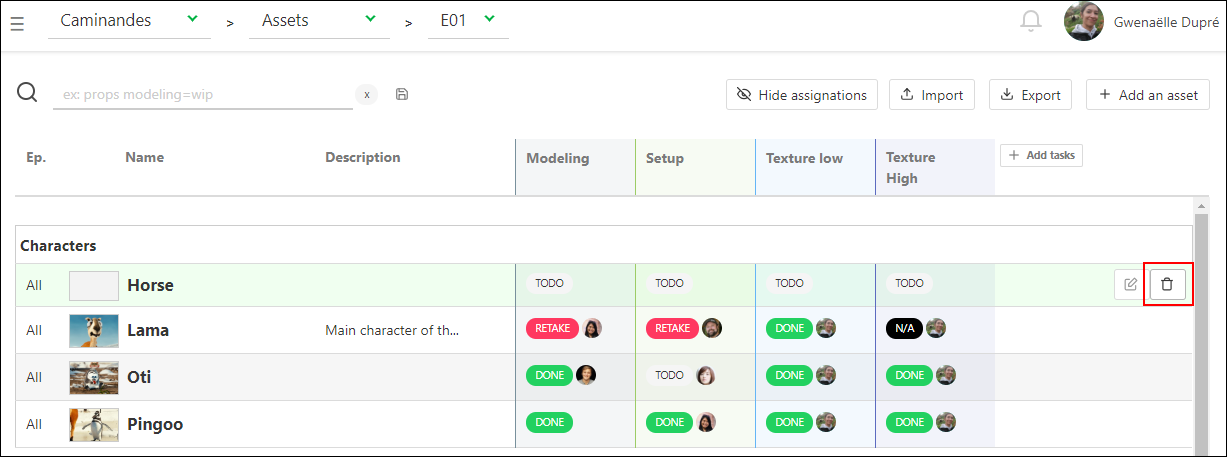 Caminandes > Assets > E01 Gwenaëlle Dupré
ex: props modeling=wip x Hide assignations Import Export + Add an asset
Ep. Name Description Modeling Setup Texture low Texture High + Add tasks
Characters
All Horse TODO TODO TODO TODO
All Lama Main character of th... RETAKE RETAKE DONE N/A
All Oti DONE TODO DONE DONE
All Pingoo DONE DONE DONE DONE